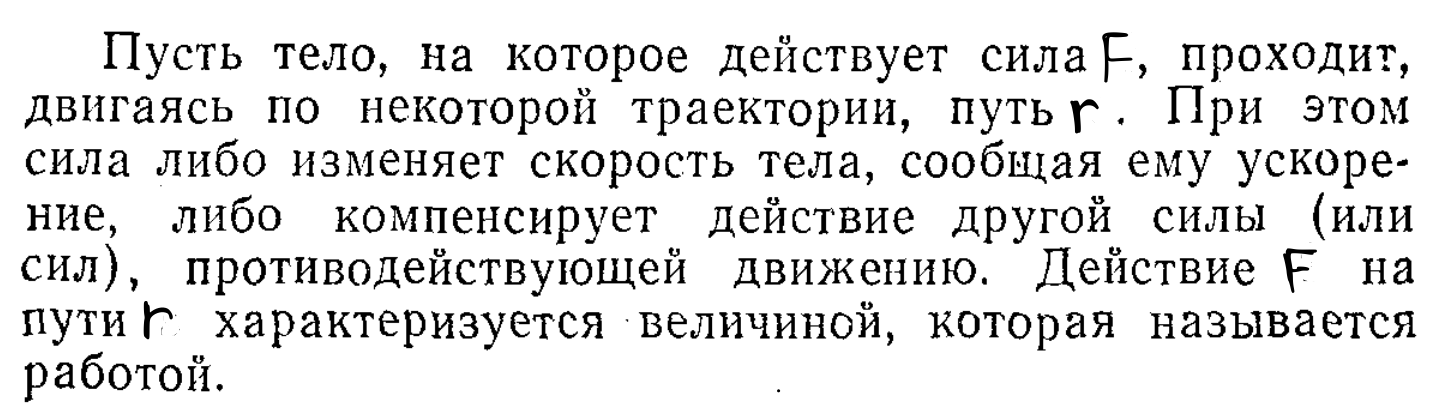 Пусть тело, на которое действует сила F, проходит,
двигаясь по некоторой траектории, путь r. При этом
сила либо изменяет скорость тела, сообщая ему ускоре-
ние, либо компенсирует действие другой силы (или
сил), противодействующей движению. Действие F на
пути r характеризуется величиной, которая называется
работой.